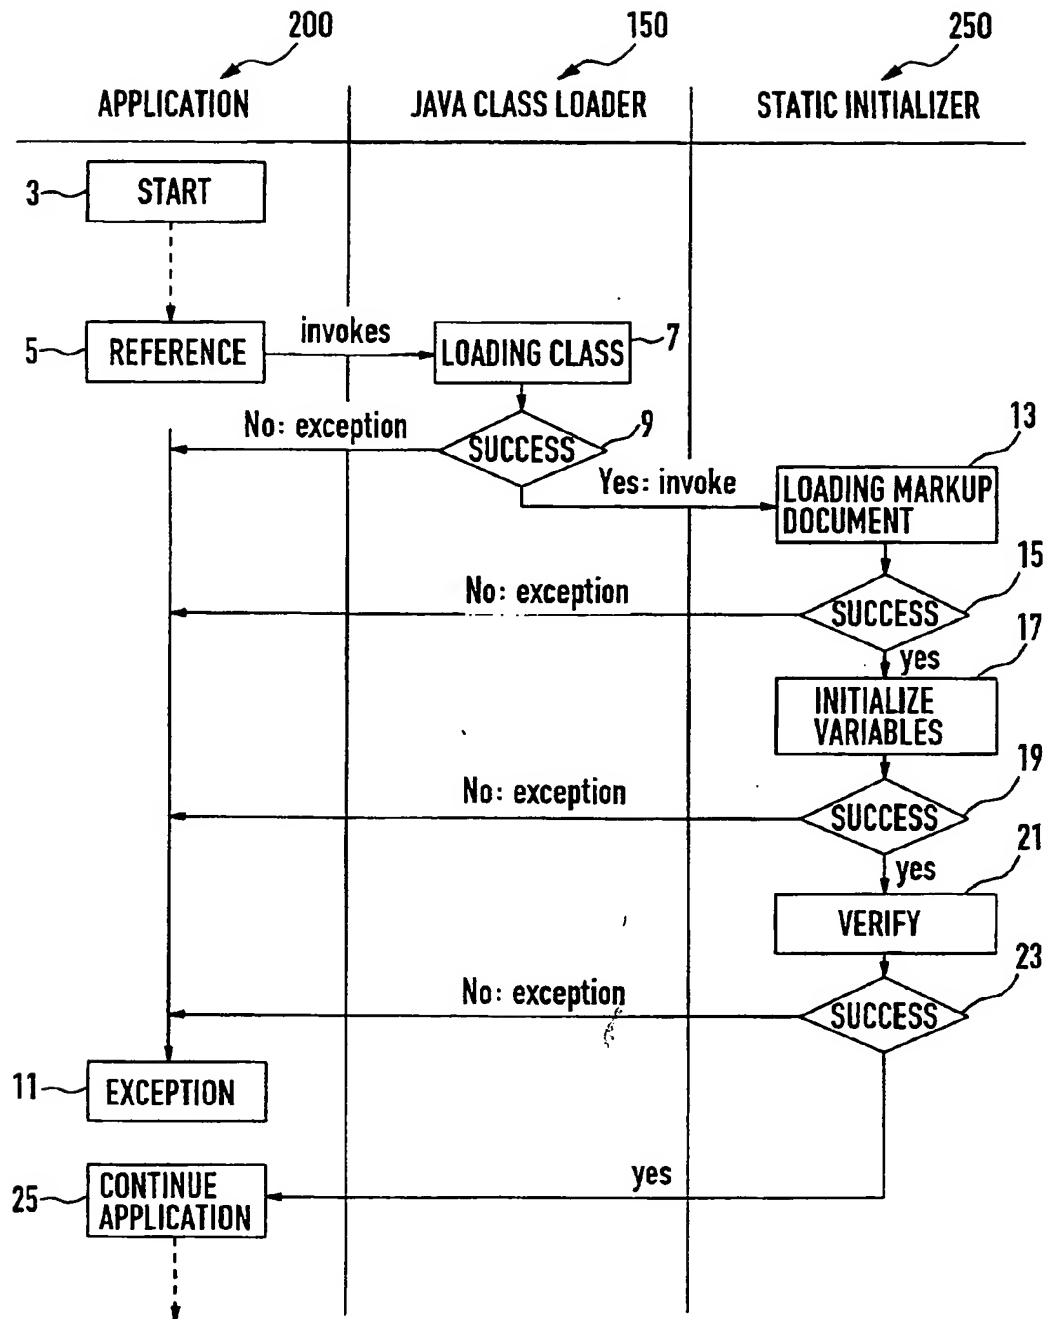 200
150
250
APPLICATION
JAVA CLASS LOADER
STATIC INITIALIZER
3
START
5
REFERENCE
invokes
LOADING CLASS
7
No: exception
SUCCESS
9
Yes: invoke
13
LOADING MARKUP
DOCUMENT
No: exception
SUCCESS
15
yes
17
INITIALIZE
VARIABLES
No: exception
SUCCESS
19
yes
21
VERIFY
No: exception
SUCCESS
23
11
EXCEPTION
25
CONTINUE
APPLICATION
yes